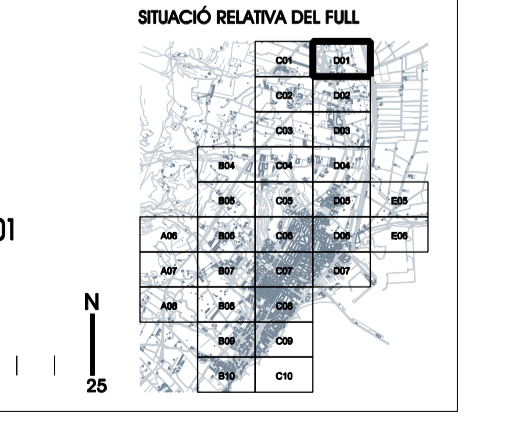 SITUACIÓ RELATIVA DEL FULL
C01 D01
C02 D02
C03 D03
B04 C04 D04
B05 C05 D05 E05
A06 B06 C06 D06 E06
A07 B07 C07 D07
A08 B08 C08
B09 C09
B10 C10
01
N
25